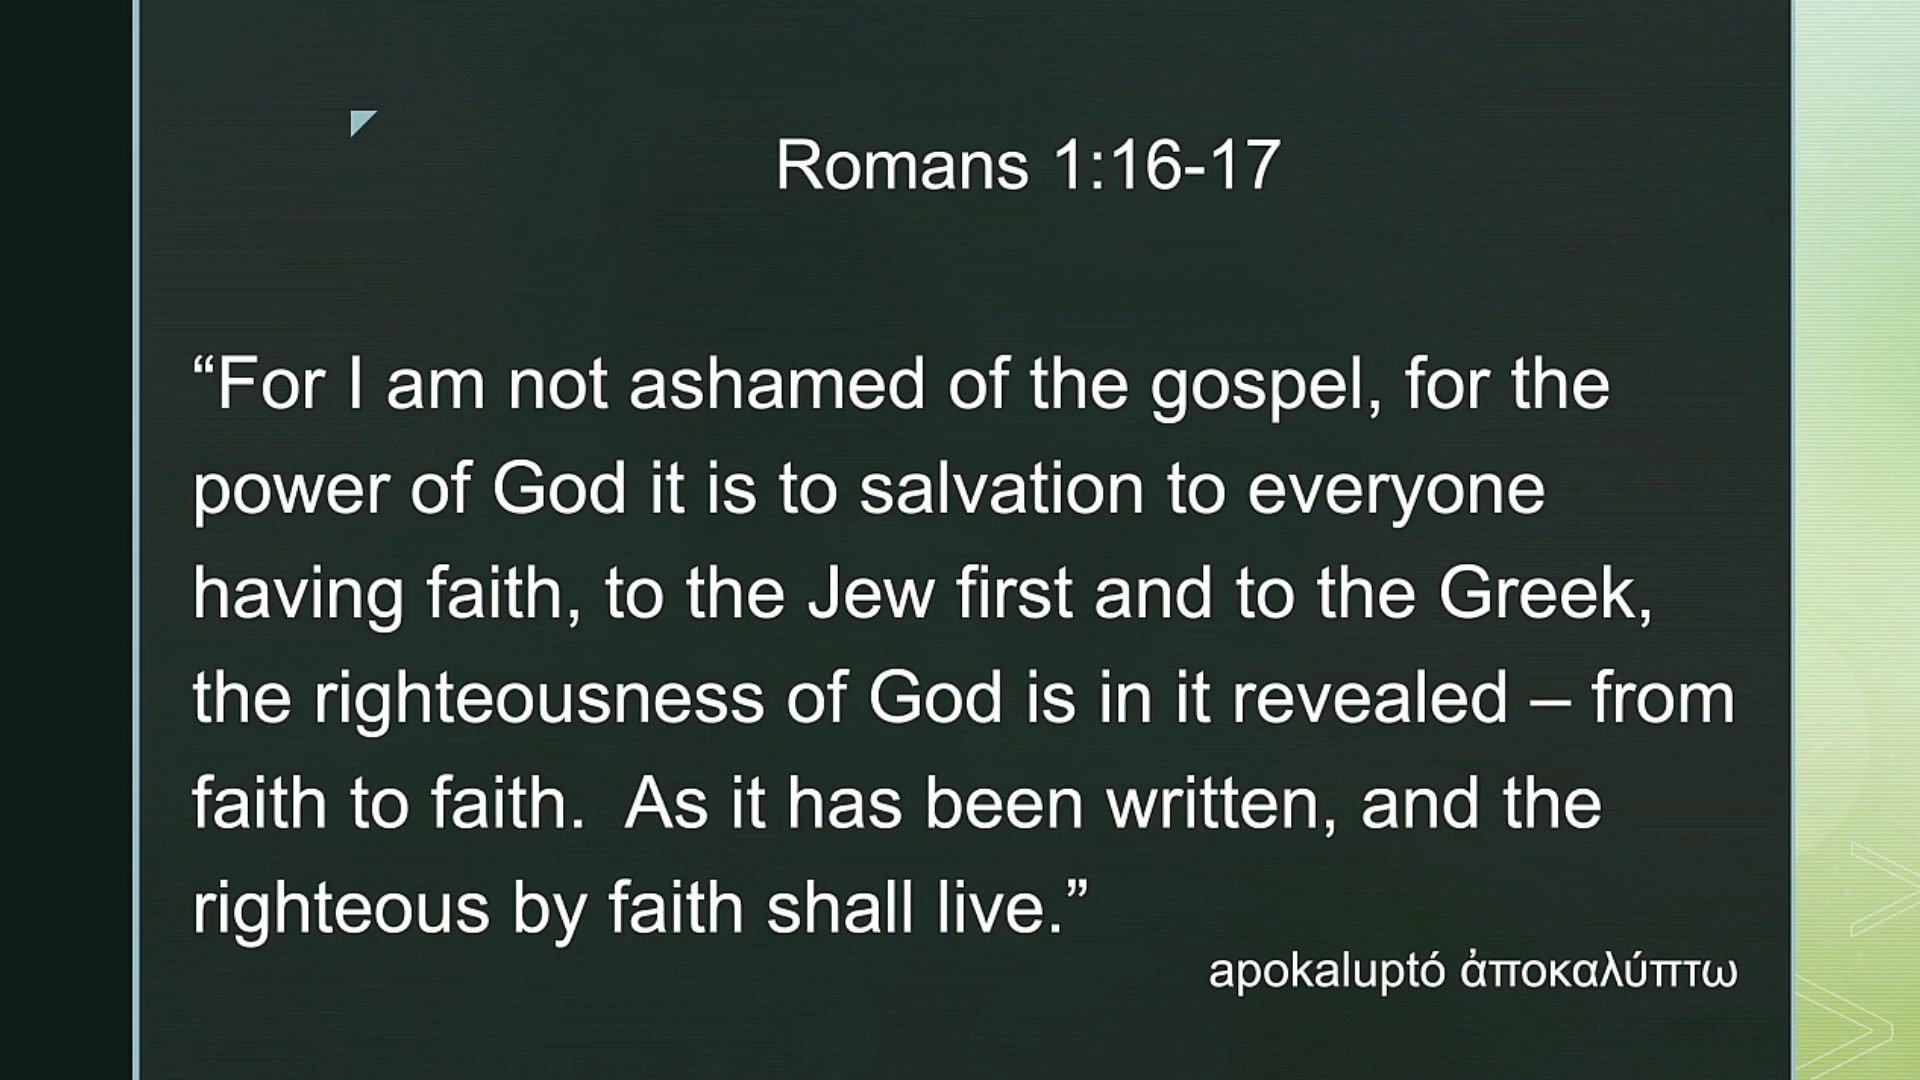 Romans 1:16-17
“For I am not ashamed of the gospel, for the
power of God it is to salvation to everyone
having faith, to the Jew first and to the Greek,
the righteousness of God is in it revealed – from
faith to faith.  As it has been written, and the
righteous by faith shall live.”
apokaluptó ἀποκαλύπτω